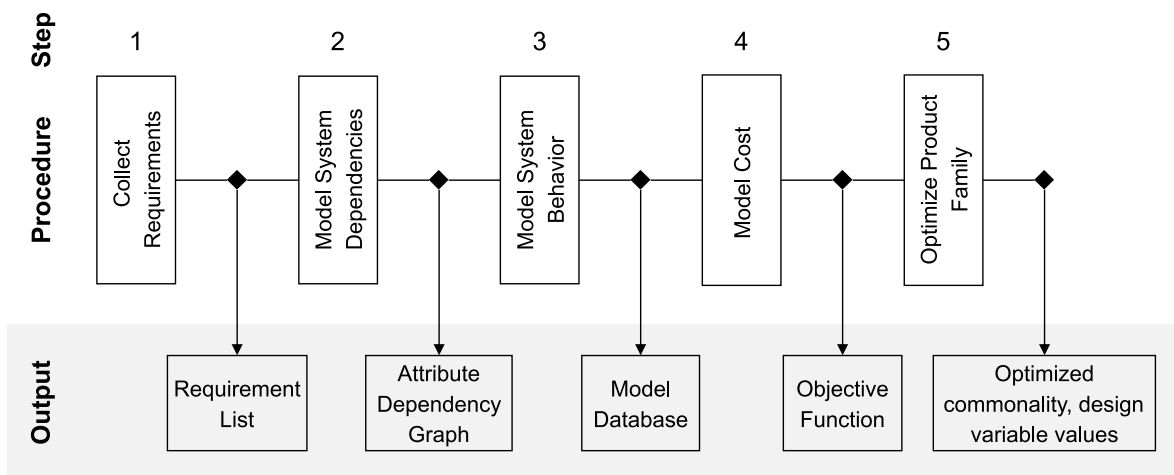 Step
1
2
3
4
5
Procedure
Collect
Requirements
Model System
Dependencies
Model System
Behavior
Model Cost
Optimize Product
Family
Output
Requirement
List
Attribute
Dependency
Graph
Model
Database
Objective
Function
Optimized
commonality, design
variable values